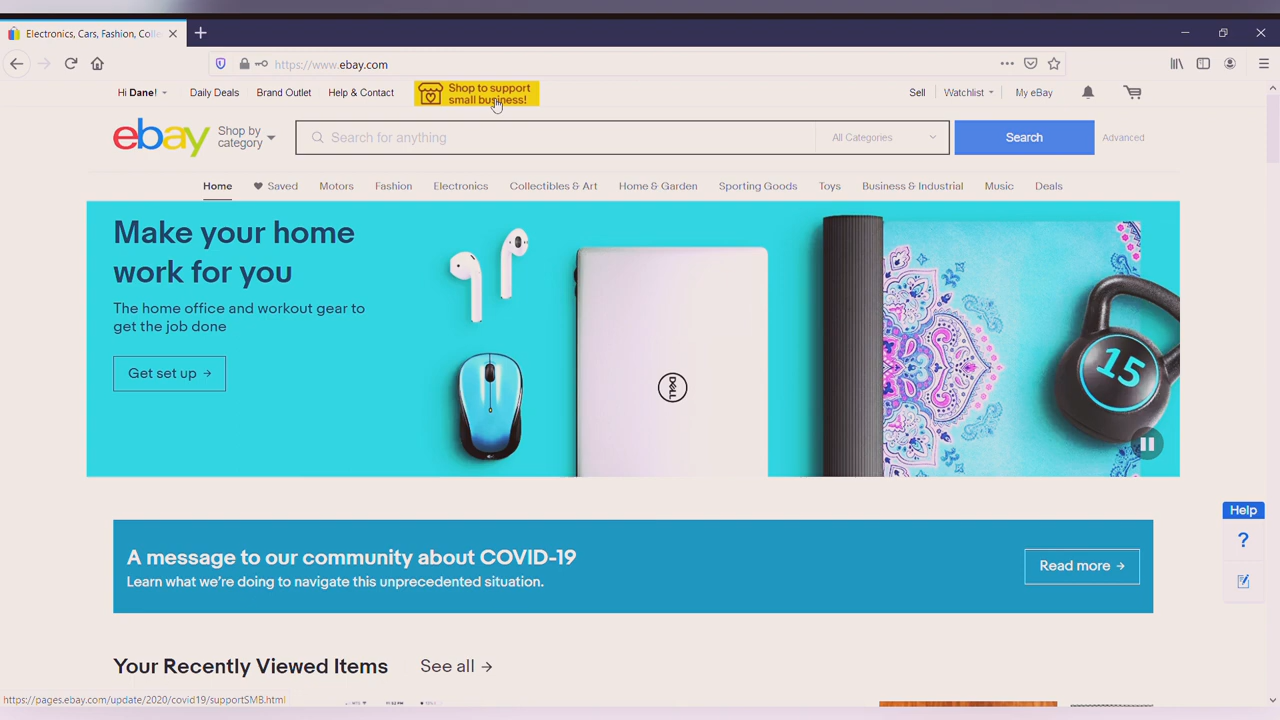 Electronics, Cars, Fashion, Colle
https://www.ebay.com
Hi Dane!
Daily Deals
Brand Outlet
Help & Contact
Shop to support
small business!
Sell
Watchlist
My eBay
ebay
Shop by
category
Search for anything
All Categories
Search
Advanced
Home
Saved
Motors
Fashion
Electronics
Collectibles & Art
Home & Garden
Sporting Goods
Toys
Business & Industrial
Music
Deals
Make your home
work for you
The home office and workout gear to
get the job done
Get set up →
DELL
15
Help
?
A message to our community about COVID-19
Learn what we're doing to navigate this unprecedented situation.
Read more →
Your Recently Viewed Items
See all →
https://pages.ebay.com/update/2020/covid19/supportSMB.html